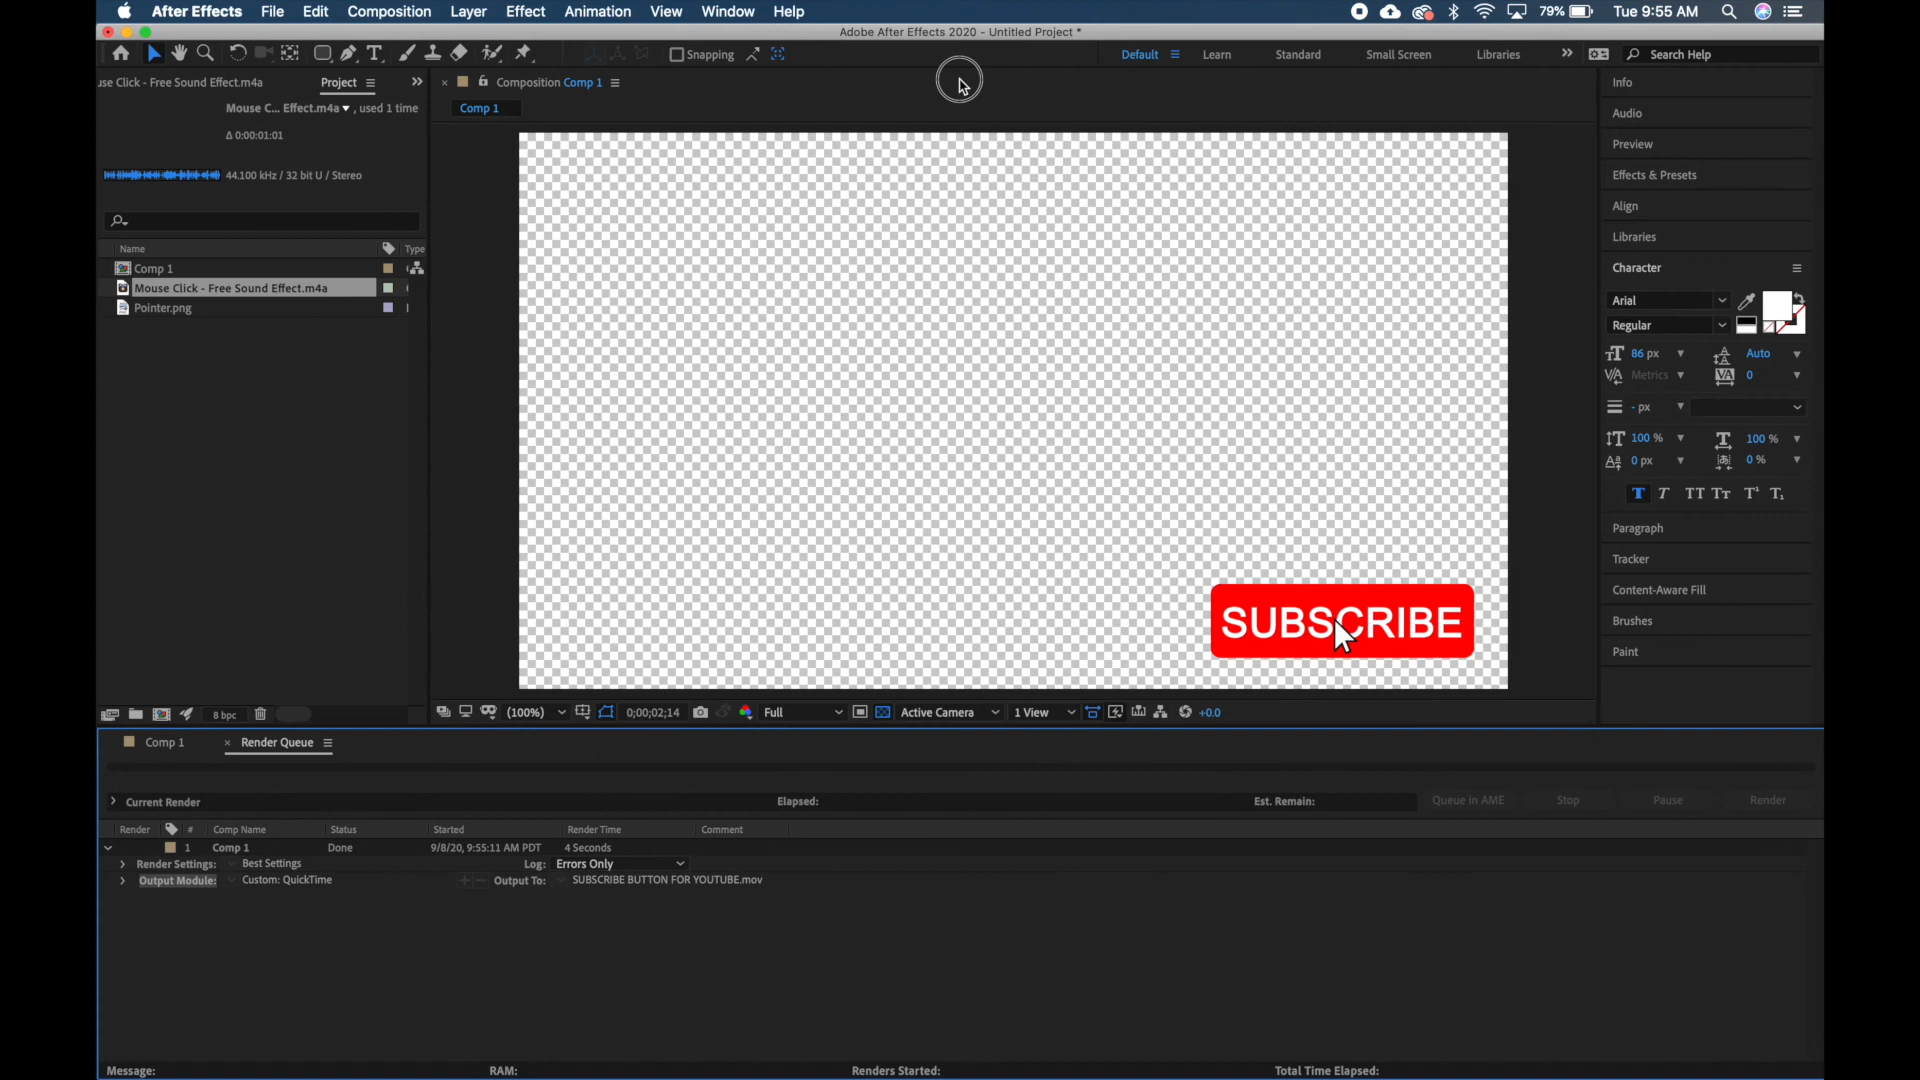 After Effects File Edit Composition Layer Effect Animation View Window Help 79% Tue 9:55 AM
Adobe After Effects 2020 - Untitled Project *
Snapping Default Learn Standard Small Screen Libraries Search Help
use Click - Free Sound Effect.m4a Project
Composition Comp 1
Mouse C... Effect.m4a , used 1 time
Comp 1
Δ 0:00:01:01
44.100 kHz / 32 bit U / Stereo
Name Type
Comp 1
Mouse Click - Free Sound Effect.m4a
Pointer.png
SUBSCRIBE
Info
Audio
Preview
Effects & Presets
Align
Libraries
Character
Arial
Regular
86 px Auto
Metrics 0
- px
100 % 100 %
0 px 0 %
T T TT Tt T¹ T₁
Paragraph
Tracker
Content-Aware Fill
Brushes
Paint
8 bpc
(100%) 0;00;02;14 Full Active Camera 1 View +0.0
Comp 1 Render Queue
Current Render Elapsed: Est. Remain: Queue in AME Stop Pause Render
Render # Comp Name Status Started Render Time Comment
1 Comp 1 Done 9/8/20, 9:55:11 AM PDT 4 Seconds
Render Settings: Best Settings Log: Errors Only
Output Module: Custom: QuickTime + - Output To: SUBSCRIBE BUTTON FOR YOUTUBE.mov
Message: RAM: Renders Started: Total Time Elapsed: